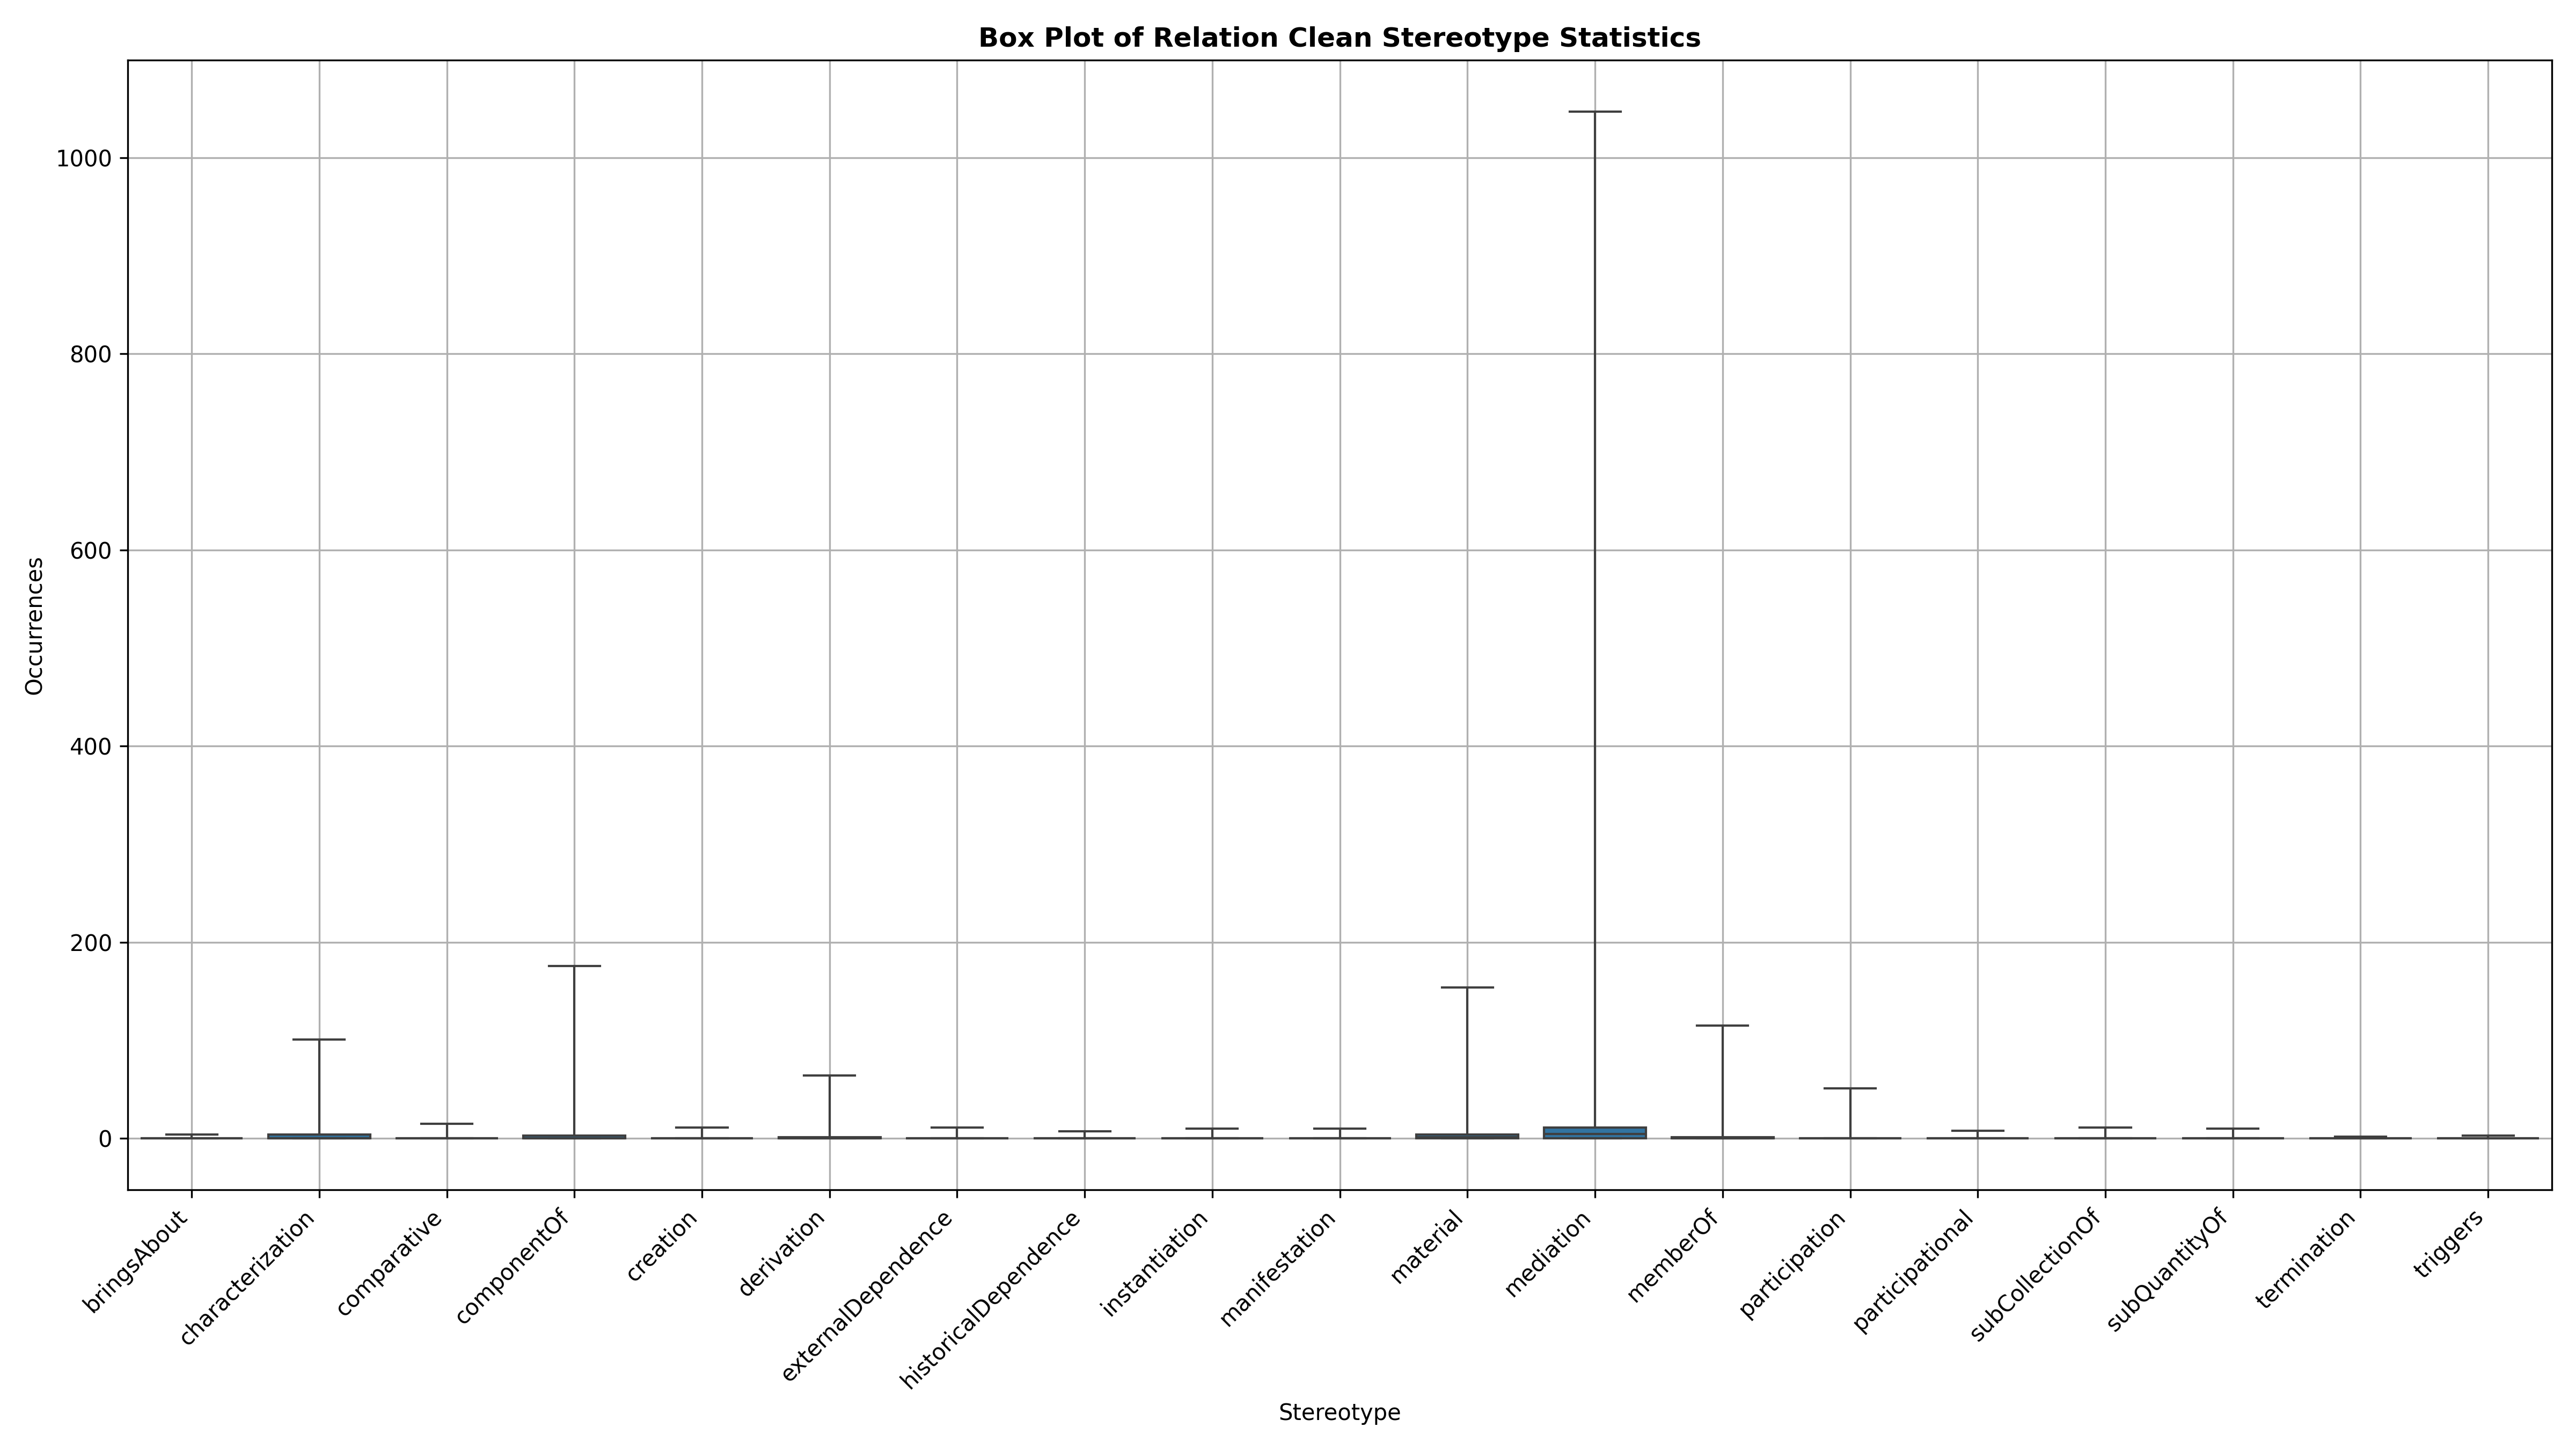 Box Plot of Relation Clean Stereotype Statistics
Occurrences
1000
800
600
400
200
0
bringsAbout
characterization
comparative
componentOf
creation
derivation
externalDependence
historicalDependence
instantiation
manifestation
material
mediation
memberOf
participation
participational
subCollectionOf
subQuantityOf
termination
triggers
Stereotype